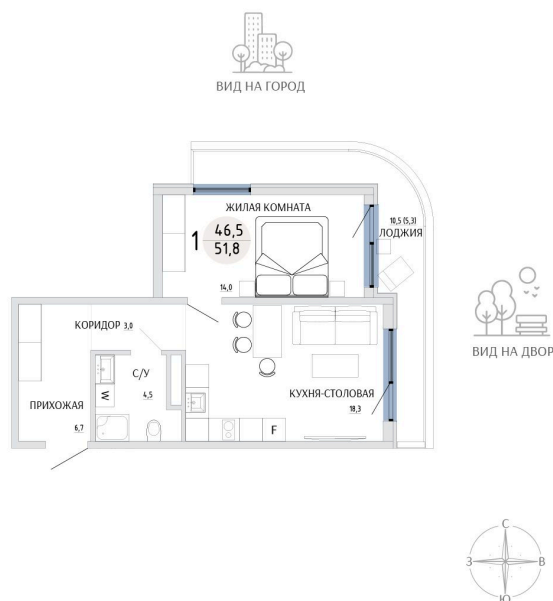 ВИД НА ГОРОД
ЖИЛАЯ КОМНАТА
1 46,5
51,8
10,5 (5,3)
ЛОДЖИЯ
14,0
КОРИДОР 3,0
ВИД НА ДВОР
С/У
4,5
КУХНЯ-СТОЛОВАЯ
18,3
W
ПРИХОЖАЯ
6,7
F
С
З
В
Ю